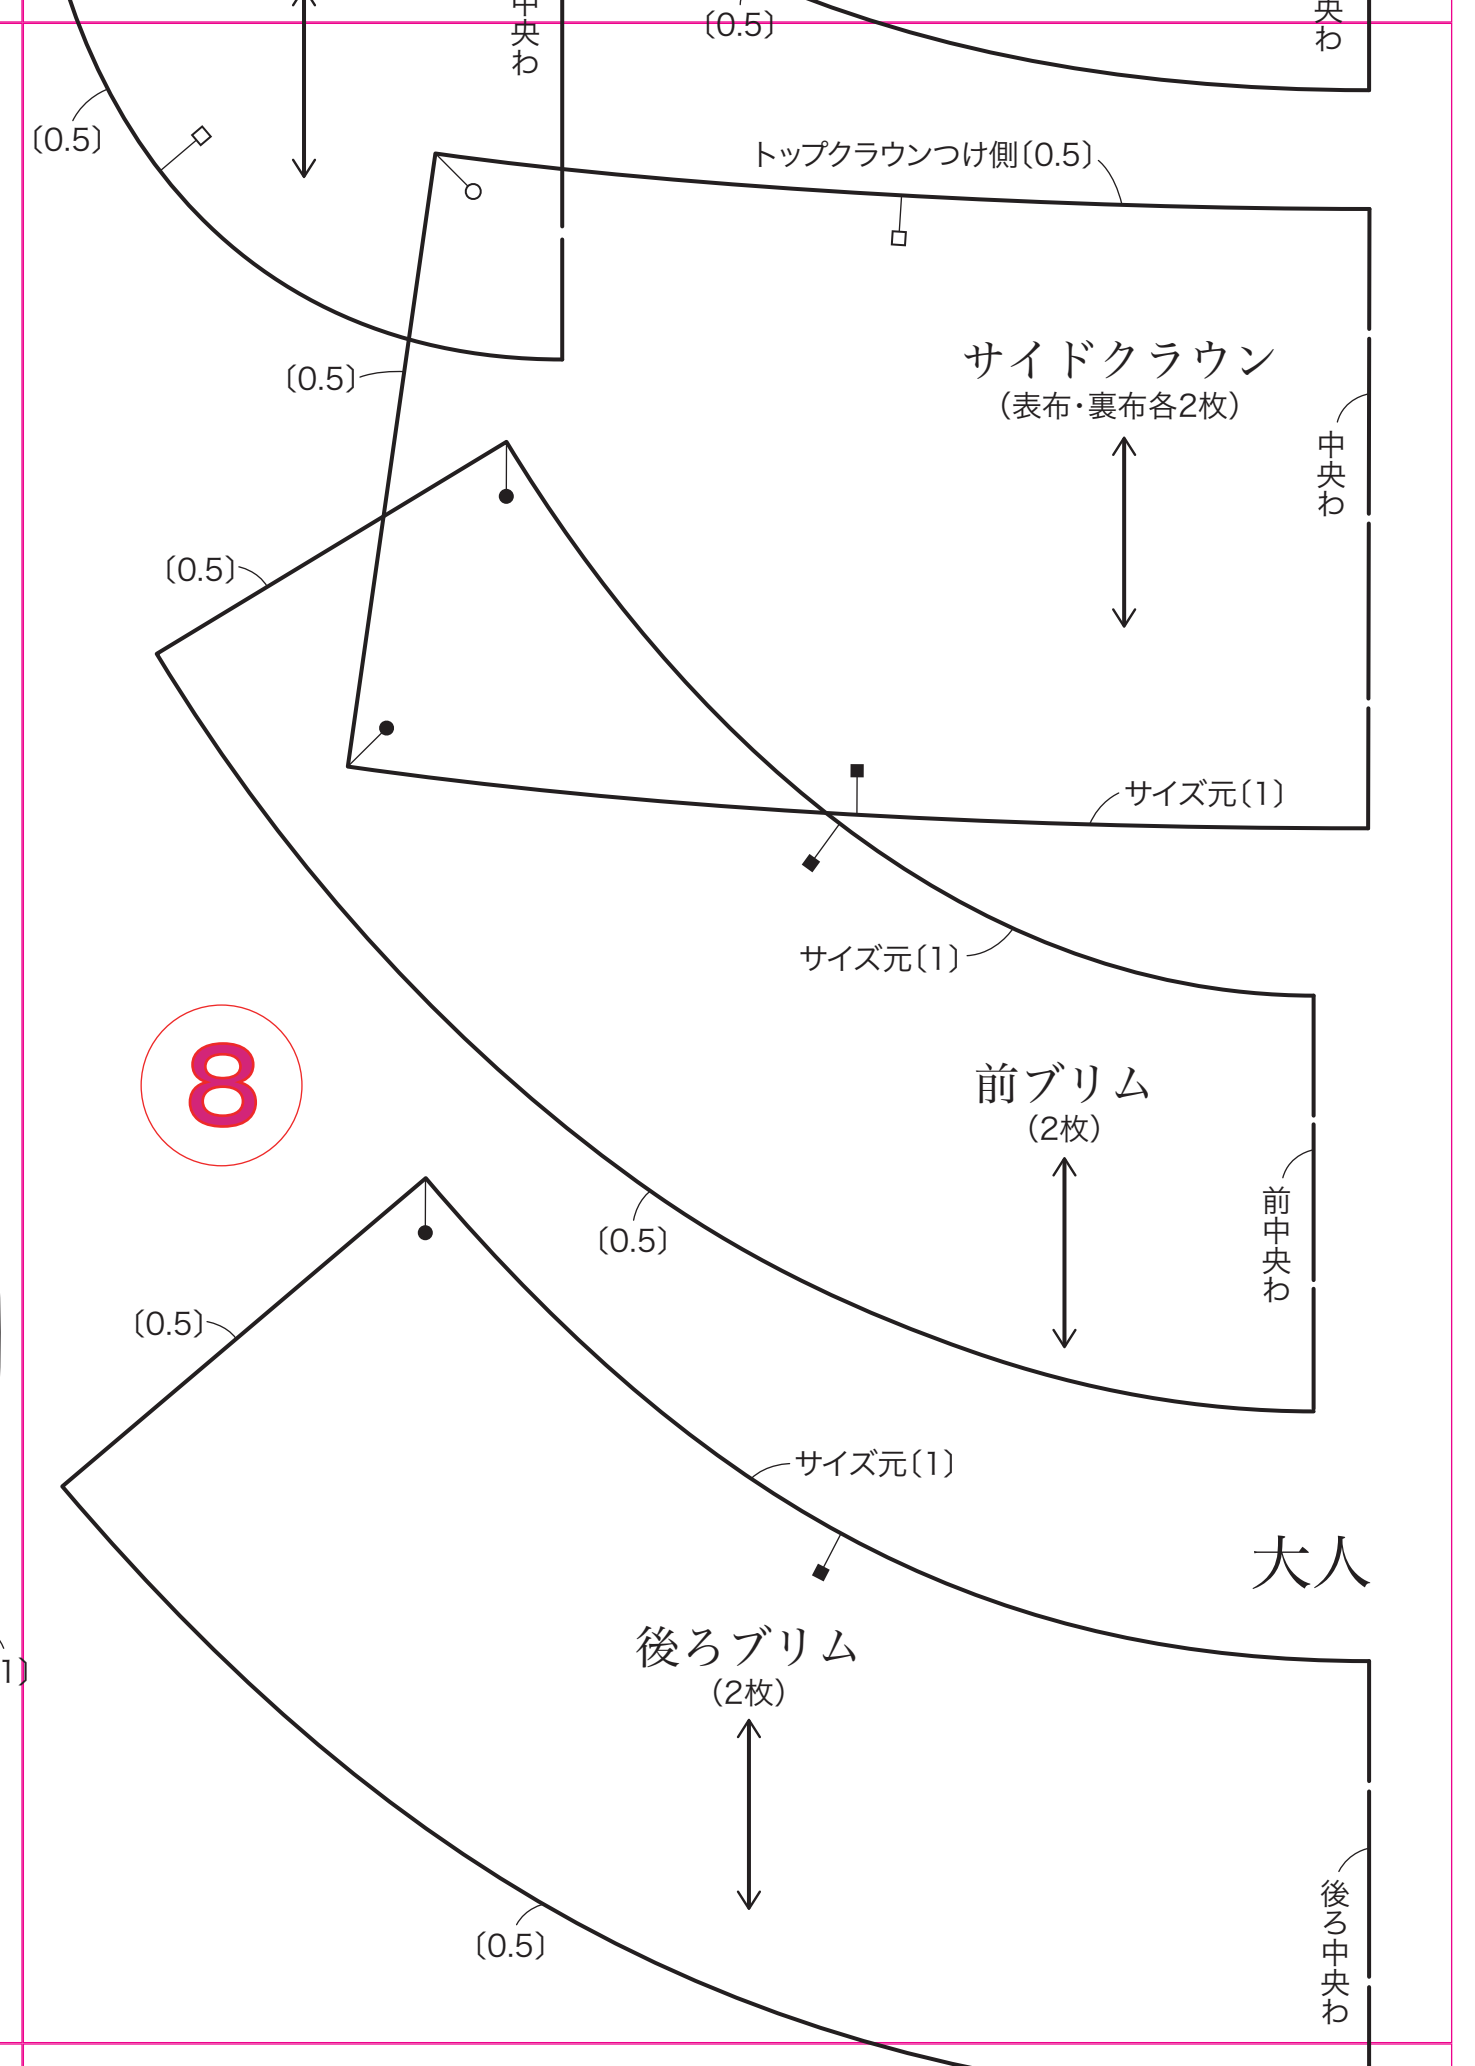 中央わ
〔0.5〕
央わ
〔0.5〕
トップクラウンつけ側〔0.5〕
サイドクラウン
（表布・裏布各2枚）
〔0.5〕
中央わ
〔0.5〕
サイズ元〔1〕
サイズ元〔1〕
8
前ブリム
（2枚）
前中央わ
〔0.5〕
〔0.5〕
サイズ元〔1〕
大人
後ろブリム
（2枚）
1〕
後ろ中央わ
〔0.5〕